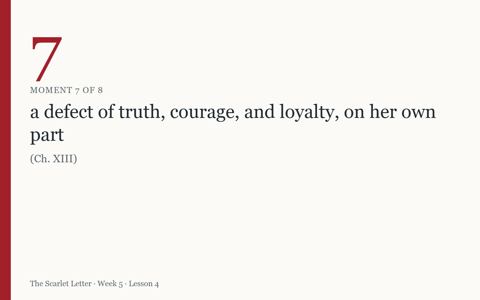 7
MOMENT 7 OF 8
a defect of truth, courage, and loyalty, on her own
part
(Ch. XIII)
The Scarlet Letter · Week 5 · Lesson 4